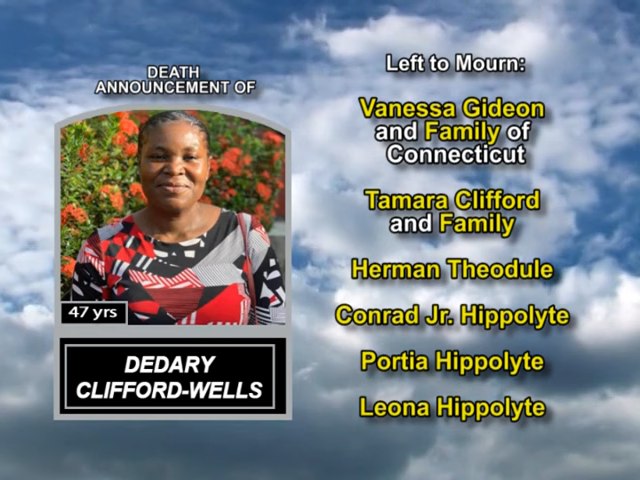 DEATH
ANNOUNCEMENT OF
47 yrs
DEDARY
CLIFFORD-WELLS
Left to Mourn:
Vanessa Gideon
and Family of
Connecticut
Tamara Clifford
and Family
Herman Theodule
Conrad Jr. Hippolyte
Portia Hippolyte
Leona Hippolyte